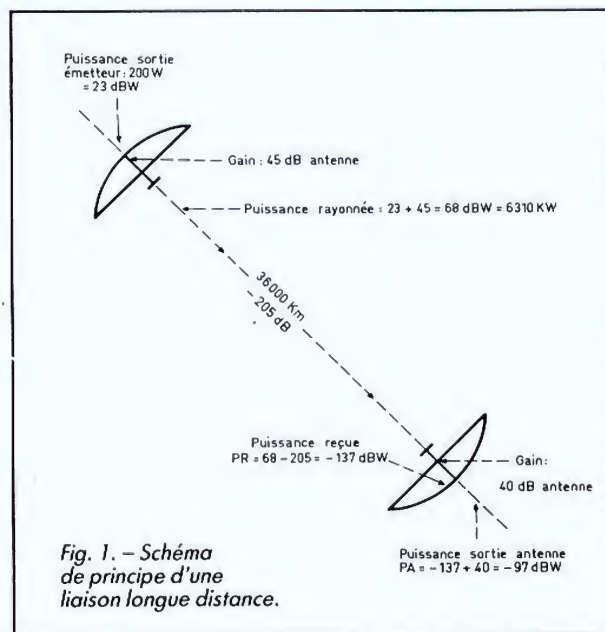 Puissance sortie
émetteur: 200 W
= 23 dBW
Gain: 45 dB antenne
Puissance rayonnée: 23 + 45 = 68 dBW = 6310 KW
36000 Km
- 205 dB
Puissance reçue
PR = 68 - 205 = - 137 dBW
Gain:
40 dB antenne
Puissance sortie antenne
PA = - 137 + 40 = - 97 dBW
Fig. 1. – Schéma
de principe d'une
liaison longue distance.